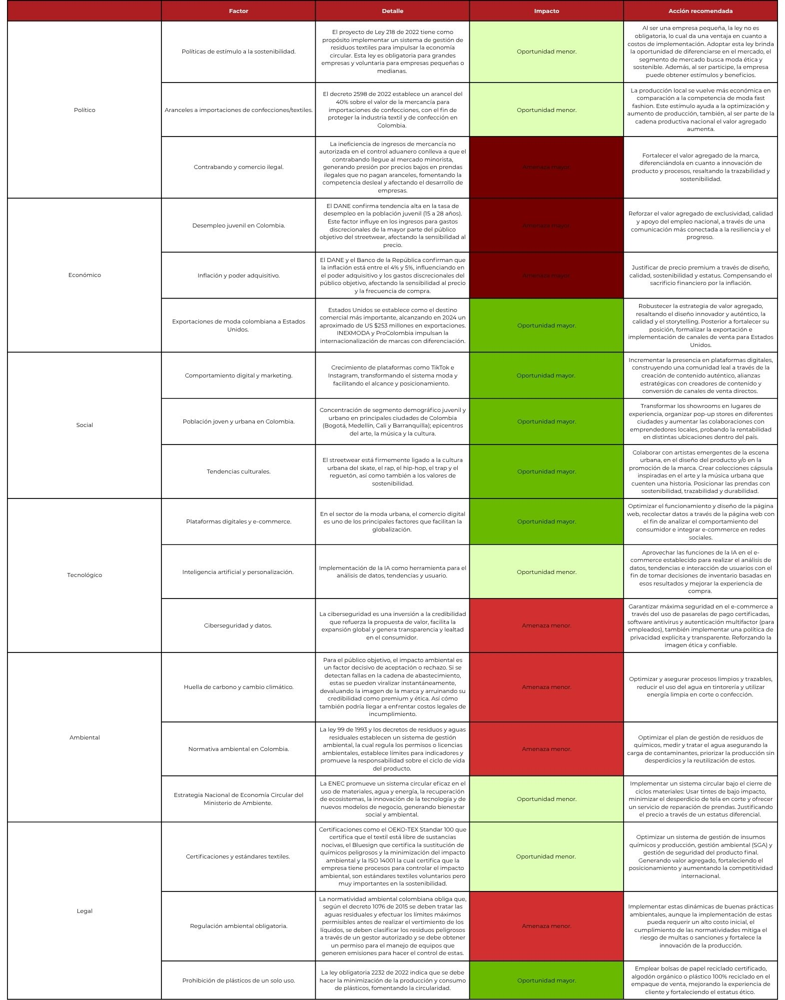 Factor
Detalle
Impacto
Acción recomendada
Político
Políticas de estímulo a la sostenibilidad.
El proyecto de Ley 218 de 2022 tiene como
propósito implementar un sistema de gestión de
residuos textiles para impulsar la economía
circular. Esta ley es obligatoria para grandes
empresas y voluntaria para empresas pequeñas o
medianas.
Oportunidad menor.
Al ser una empresa pequeña, la ley no es
obligatoria, lo cual da una ventaja en cuanto a
costos de implementación. Adoptar esta ley brinda
la oportunidad de diferenciarse en el mercado, el
segmento de mercado busca moda ética y
sostenible. Además, al ser participe, la empresa
puede obtener estímulos y beneficios.
Aranceles a importaciones de confecciones/textiles.
El decreto 2598 de 2022 establece un arancel del
40% sobre el valor de la mercancía para
importaciones de confecciones, con el fin de
proteger la industria textil y de confección en
Colombia.
Oportunidad menor.
La producción local se vuelve más económica en
comparación a la competencia de moda fast
fashion. Este estímulo ayuda a la optimización y
aumento de producción, también, al ser parte de la
cadena productiva nacional el valor agregado
aumenta.
Contrabando y comercio ilegal.
La ineficiencia de ingresos de mercancía no
autorizada en el control aduanero conlleva a que el
contrabando llegue al mercado minorista,
generando presión por precios bajos en prendas
ilegales que no pagan aranceles, fomentando la
competencia desleal y afectando el desarrollo de
empresas.
Amenaza mayor.
Fortalecer el valor agregado de la marca,
diferenciándola en cuanto a innovación de
producto y procesos, resaltando la trazabilidad y
sostenibilidad.
Económico
Desempleo juvenil en Colombia.
El DANE confirma tendencia alta en la tasa de
desempleo en la población juvenil (15 a 28 años).
Este factor influye en los ingresos para gastos
discrecionales de la mayor parte del público
objetivo del streetwear, afectando la sensibilidad al
precio.
Amenaza mayor.
Reforzar el valor agregado de exclusividad, calidad
y apoyo del empleo nacional, a través de una
comunicación más conectada a la resiliencia y el
progreso.
Inflación y poder adquisitivo.
El DANE y el Banco de la República confirman que
la inflación está entre el 4% y 5%, influenciando en
el poder adquisitivo y los gastos discrecionales del
público objetivo, afectando la sensibilidad al precio
y la frecuencia de compra.
Amenaza mayor.
Justificar de precio premium a través de diseño,
calidad, sostenibilidad y estatus. Compensando el
sacrificio financiero por la inflación.
Exportaciones de moda colombiana a Estados
Unidos.
Estados Unidos se establece como el destino
comercial más importante, alcanzando en 2024 un
aproximado de US $253 millones en exportaciones.
INEXMODA y ProColombia impulsan la
internacionalización de marcas con diferenciación.
Oportunidad mayor.
Robustecer la estrategia de valor agregado,
resaltando el diseño innovador y auténtico, la
calidad y el storytelling. Posterior a fortalecer su
posición, formalizar la exportación e
implementación de canales de venta para Estados
Unidos.
Social
Comportamiento digital y marketing.
Crecimiento de plataformas como TikTok e
Instagram, transformando el sistema moda y
facilitando el alcance y posicionamiento.
Oportunidad mayor.
Incrementar la presencia en plataformas digitales,
construyendo una comunidad leal a través de la
creación de contenido auténtico, alianzas
estratégicas con creadores de contenido y
conversión de canales de venta directos.
Población joven y urbana en Colombia.
Concentración de segmento demográfico juvenil y
urbano en principales ciudades de Colombia
(Bogotá, Medellín, Cali y Barranquilla); epicentros
del arte, la música y la cultura.
Oportunidad mayor.
Transformar los showrooms en lugares de
experiencia, organizar pop-up stores en diferentes
ciudades y aumentar las colaboraciones con
emprendedores locales, probando la rentabilidad
en distintas ubicaciones dentro del país.
Tendencias culturales.
El streetwear está firmemente ligado a la cultura
urbana del skate, el rap, el hip-hop, el trap y el
reguetón, así como también a los valores de
sostenibilidad.
Oportunidad mayor.
Colaborar con artistas emergentes de la escena
urbana, en el diseño del producto y/o en la
promoción de la marca. Crear colecciones cápsula
inspiradas en el arte y la música urbana que
cuenten una historia. Posicionar las prendas con
sostenibilidad, trazabilidad y durabilidad.
Tecnológico
Plataformas digitales y e-commerce.
En el sector de la moda urbana, el comercio digital
es uno de los principales factores que facilitan la
globalización.
Oportunidad mayor.
Optimizar el funcionamiento y diseño de la página
web, recolectar datos a través de la página web con
el fin de analizar el comportamiento del
consumidor e integrar e-commerce en redes
sociales.
Inteligencia artificial y personalización.
Implementación de la IA como herramienta para el
análisis de datos, tendencias y usuario.
Oportunidad menor.
Aprovechar las funciones de la IA en el e-
commerce establecido para realizar el análisis de
datos, tendencias e interacción de usuarios con el
fin de tomar decisiones de inventario basadas en
esos resultados y mejorar la experiencia de
compra.
Ciberseguridad y datos.
La ciberseguridad es una inversión a la credibilidad
que refuerza la propuesta de valor, facilita la
expansión global y genera transparencia y lealtad
en el consumidor.
Amenaza menor.
Garantizar máxima seguridad en el e-commerce a
través del uso de pasarelas de pago certificadas,
software antivirus y autenticación multifactor (para
empleados), también implementar una política de
privacidad explicita y transparente. Reforzando la
imagen ética y confiable.
Ambiental
Huella de carbono y cambio climático.
Para el público objetivo, el impacto ambiental es
un factor decisivo de aceptación o rechazo. Si se
detectan fallas en la cadena de abastecimiento,
estas se pueden viralizar instantáneamente,
devaluando la imagen de la marca y arruinando su
credibilidad como premium y ética. Así cómo
también podría llegar a enfrentar costos legales de
incumplimiento.
Amenaza menor.
Optimizar y asegurar procesos limpios y trazables,
reducir el uso del agua en tintorería y utilizar
energía limpia en corte o confección.
Normativa ambiental en Colombia.
La ley 99 de 1993 y los decretos de residuos y aguas
residuales establecen un sistema de gestión
ambiental, la cual regula los permisos o licencias
ambientales, establece límites para indicadores y
promueve la responsabilidad sobre el ciclo de vida
del producto.
Amenaza menor.
Optimizar el plan de gestión de residuos de
químicos, medir y tratar el agua asegurando la
carga de contaminantes, priorizar la producción sin
desperdicios y la reutilización de estos.
Estrategia Nacional de Economía Circular del
Ministerio de Ambiente.
La ENEC promueve un sistema circular eficaz en el
uso de materiales, agua y energía, la recuperación
de ecosistemas, la innovación de la tecnología y de
nuevos modelos de negocio, generando bienestar
social y ambiental.
Oportunidad menor.
Implementar un sistema circular bajo el cierre de
ciclos materiales: Usar tintes de bajo impacto,
minimizar el desperdicio de tela en corte y ofrecer
un servicio de reparación de prendas. Justificando
el precio a través de un estatus diferencial.
Legal
Certificaciones y estándares textiles.
Certificaciones como el OEKO-TEX Standar 100 que
certifica que el textil está libre de sustancias
nocivas, el Bluesign que certifica la sustitución de
químicos peligrosos y la minimización del impacto
ambiental y la ISO 14001 la cual certifica que la
empresa tiene procesos para controlar el impacto
ambiental, son estándares textiles voluntarios pero
muy importantes en la sostenibilidad.
Oportunidad menor.
Optimizar un sistema de gestión de insumos
químicos y producción, gestión ambiental (SGA) y
gestión de seguridad del producto final.
Generando valor agregado, fortaleciendo el
posicionamiento y aumentando la competitividad
internacional.
Regulación ambiental obligatoria.
La normatividad ambiental colombiana obliga que,
según el decreto 1076 de 2015 se deben tratar las
aguas residuales y efectuar los límites máximos
permisibles antes de realizar el vertimiento de los
líquidos, se deben clasificar los residuos peligrosos
a través de un gestor autorizado y se debe obtener
un permiso para el manejo de equipos que
generen emisiones para hacer el control de estas.
Amenaza menor.
Implementar estas dinámicas de buenas prácticas
ambientales, aunque la implementación de estas
pueda requerir un alto costo inicial, el
cumplimiento de las normatividades mitiga el
riesgo de multas o sanciones y fortalece la
innovación de la producción.
Prohibición de plásticos de un solo uso.
La ley obligatoria 2232 de 2022 indica que se debe
hacer la minimización de la producción y consumo
de plásticos, fomentando la circularidad.
Oportunidad mayor.
Emplear bolsas de papel reciclado certificado,
algodón orgánico o plástico 100% reciclado en el
empaque de venta, mejorando la experiencia de
cliente y fortaleciendo el estatus ético.